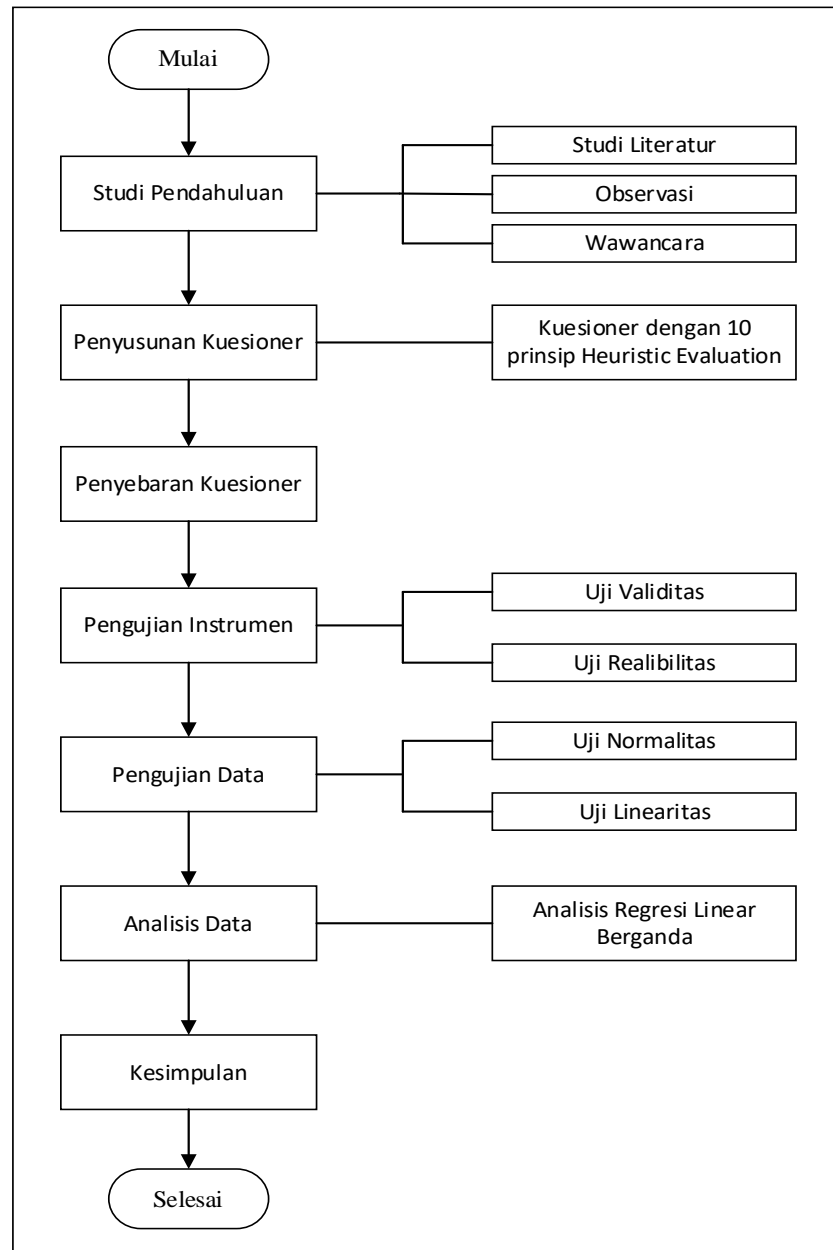 Mulai
Studi Pendahuluan
Studi Literatur
Observasi
Wawancara
Penyusunan Kuesioner
Kuesioner dengan 10
prinsip Heuristic Evaluation
Penyebaran Kuesioner
Pengujian Instrumen
Uji Validitas
Uji Realibilitas
Pengujian Data
Uji Normalitas
Uji Linearitas
Analisis Data
Analisis Regresi Linear
Berganda
Kesimpulan
Selesai